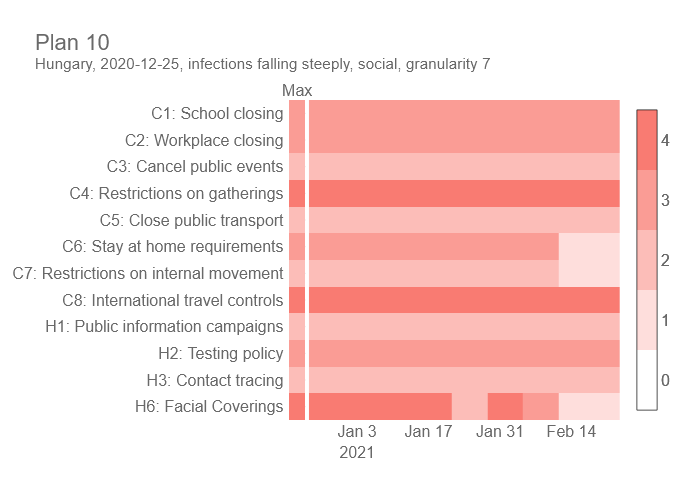 Plan 10
Hungary, 2020-12-25, infections falling steeply, social, granularity 7
Max
C1: School closing
C2: Workplace closing
C3: Cancel public events
C4: Restrictions on gatherings
C5: Close public transport
C6: Stay at home requirements
C7: Restrictions on internal movement
C8: International travel controls
H1: Public information campaigns
H2: Testing policy
H3: Contact tracing
H6: Facial Coverings
Jan 3 Jan 17 Jan 31 Feb 14
2021
4
3
2
1
0